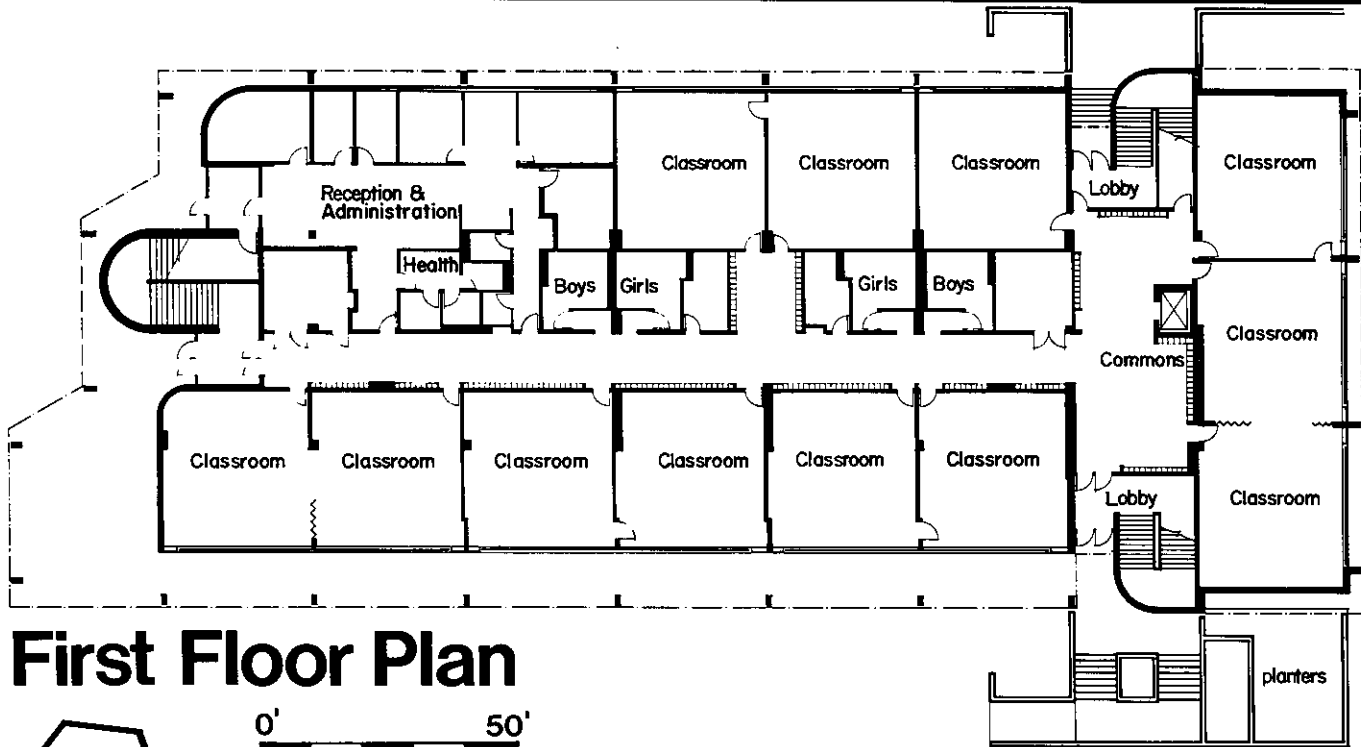 Classroom
Classroom
Classroom
Lobby
Classroom
Reception &
Administration
Health
Boys
Girls
Girls
Boys
Commons
Classroom
Classroom
Classroom
Classroom
Classroom
Classroom
Classroom
Lobby
Classroom
First Floor Plan
0'
50'
planters